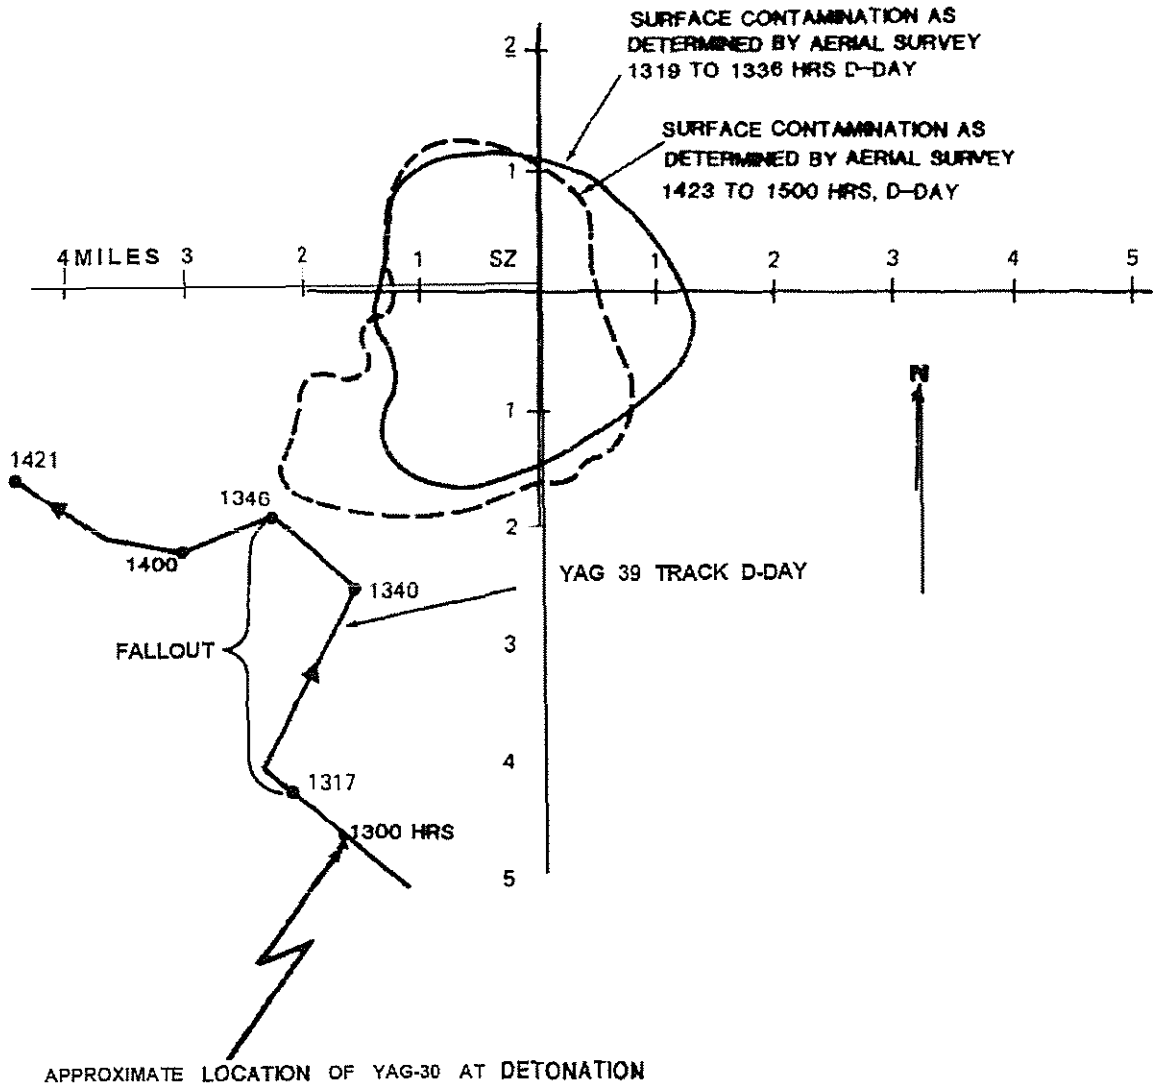 SURFACE CONTAMINATION AS
DETERMINED BY AERIAL SURVEY
1319 TO 1336 HRS D-DAY
2
SURFACE CONTAMINATION AS
DETERMINED BY AERIAL SURVEY
1423 TO 1500 HRS, D-DAY
1
4 MILES 3 2 1 SZ 1 2 3 4 5
N
1
1421
1346
2
1400
YAG 39 TRACK D-DAY
1340
3
FALLOUT
4
1317
1300 HRS
5
APPROXIMATE LOCATION OF YAG-30 AT DETONATION